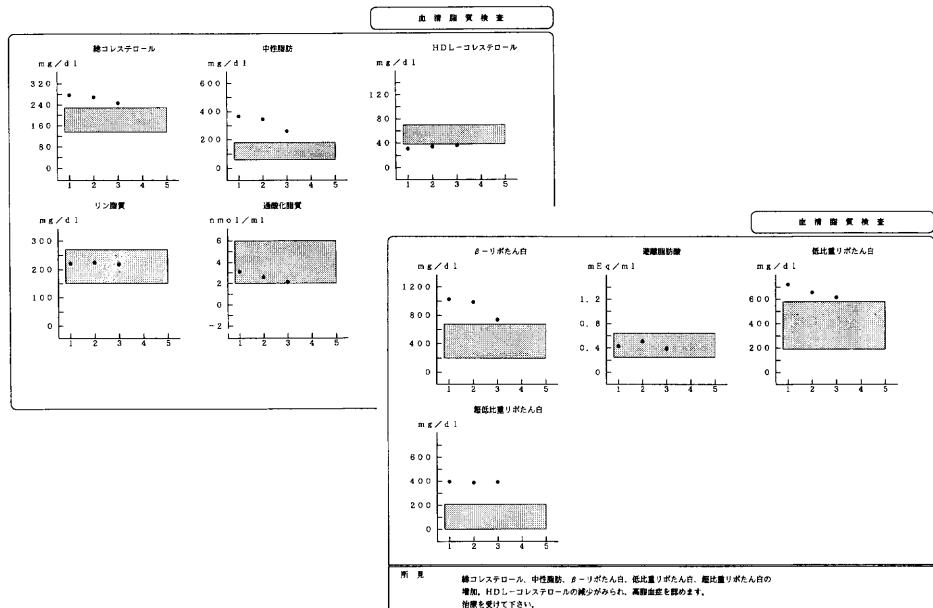 血清脂質検査
総コレステロール
mg/dl
320
240
160
80
0
1 2 3 4 5
中性脂肪
mg/dl
600
400
200
0
1 2 3 4 5
HDL-コレステロール
mg/dl
120
80
40
0
1 2 3 4 5
リン脂質
mg/dl
300
200
100
0
1 2 3 4 5
過酸化脂質
nmol/ml
6
4
2
0
-2
1 2 3 4 5
血清脂質検査
β-リポたん白
mg/dl
1200
800
400
0
1 2 3 4 5
遊離脂肪酸
mEq/ml
1.2
0.8
0.4
0
1 2 3 4 5
低比重リポたん白
mg/dl
600
400
200
0
1 2 3 4 5
超低比重リポたん白
mg/dl
600
400
200
0
1 2 3 4 5
所見
総コレステロール、中性脂肪、β-リポたん白、低比重リポたん白、超比重リポたん白の
増加。HDL-コレステロールの減少がみられ、高脂血症を認めます。
治療を受けて下さい。